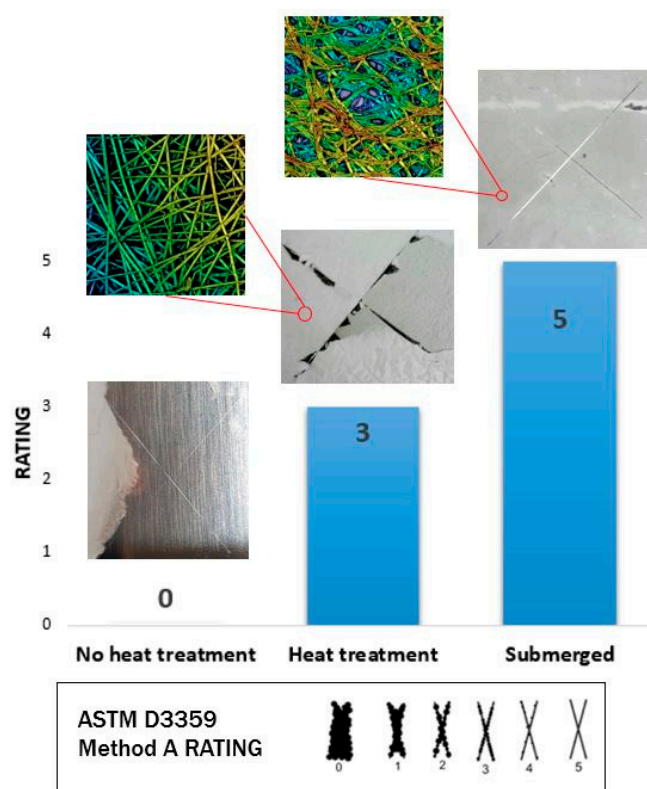 5
4
3
2
1
0
RATING
0
3
5
No heat treatment
Heat treatment
Submerged
ASTM D3359
Method A RATING
0 1 2 3 4 5